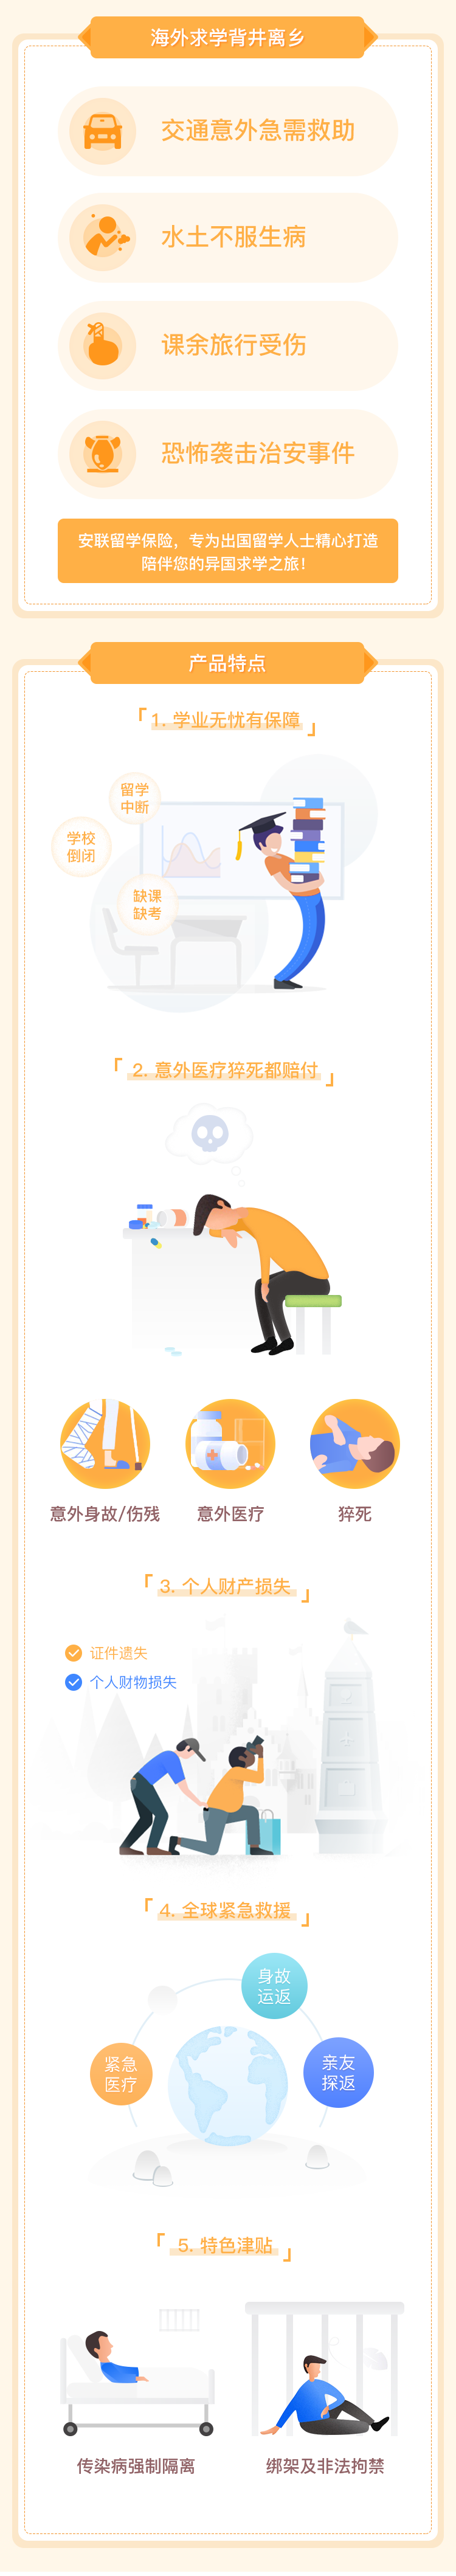 海外求学背井离乡
交通意外急需救助
水土不服生病
课余旅行受伤
恐怖袭击治安事件
安联留学保险，专为出国留学人士精心打造
陪伴您的异国求学之旅！
产品特点
「1. 学业无忧有保障」
留学
中断
学校
倒闭
缺课
缺考
「2. 意外医疗猝死都赔付」
意外身故/伤残
意外医疗
猝死
「3. 个人财产损失」
证件遗失
个人财物损失
「4. 全球紧急救援」
身故
运返
紧急
医疗
亲友
探返
「5. 特色津贴」
传染病强制隔离
绑架及非法拘禁